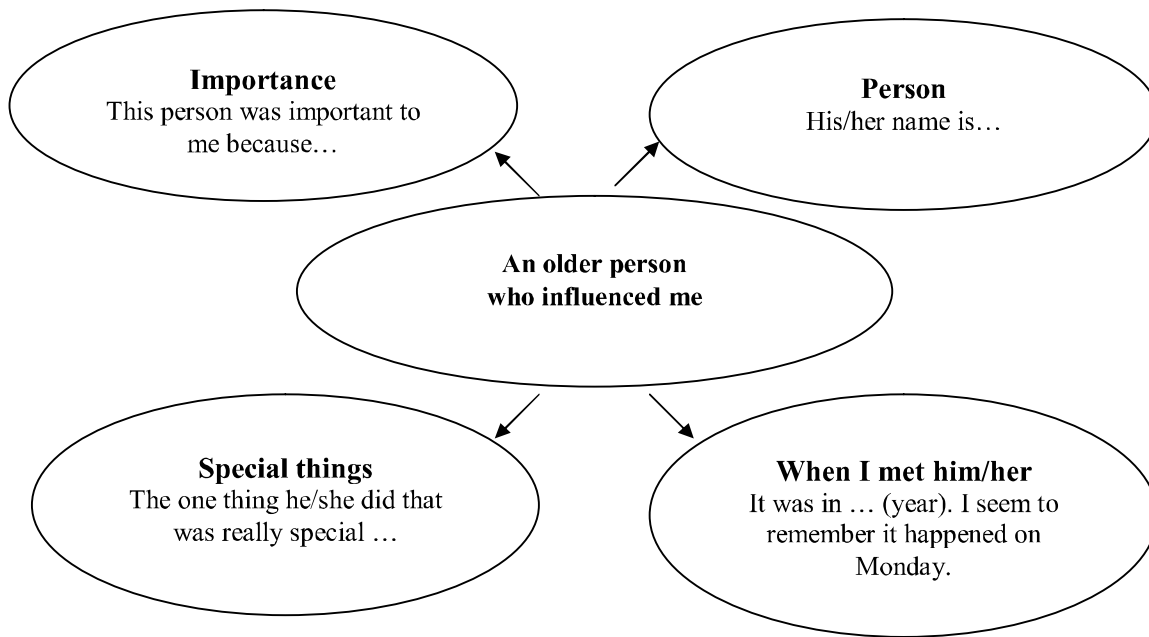 Importance
This person was important to
me because…
Person
His/her name is…
An older person
who influenced me
Special things
The one thing he/she did that
was really special …
When I met him/her
It was in … (year). I seem to
remember it happened on
Monday.